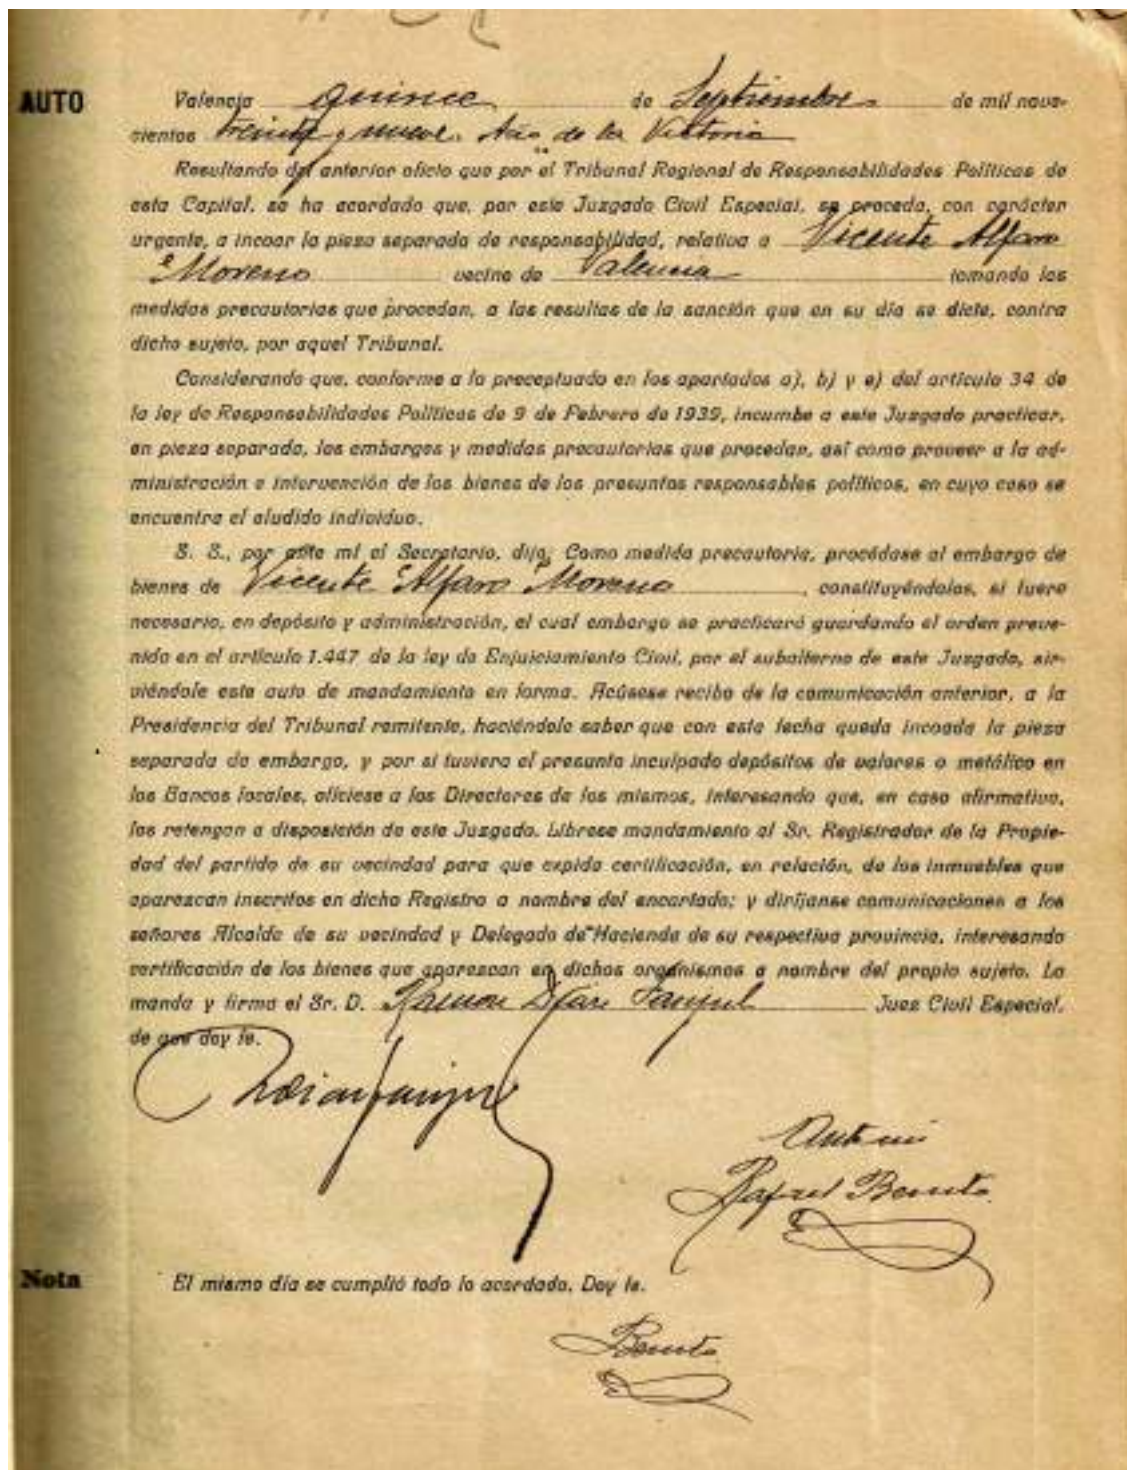 AUTO
Valencia quince de Septiembre de mil nove-
cientos treinta y nueve. Año de la Victoria
Resultando del anterior oficio que por el Tribunal Regional de Responsabilidades Políticas de
esta Capital, se ha acordado que, por este Juzgado Civil Especial, se proceda, con carácter
urgente, a incoar la pieza separada de responsabilidad, relativa a Vicente Alfaro
Moreno vecino de Valencia tomando las
medidas precautorias que procedan, a las resultas de la sanción que en su día se dicte, contra
dicho sujeto, por aquel Tribunal.
Considerando que, conforme a lo preceptuado en los apartados a), b) y e) del artículo 34 de
la ley de Responsabilidades Políticas de 9 de Febrero de 1939, incumbe a este Juzgado practicar,
en pieza separada, los embargos y medidas precautorias que procedan, así como proveer a la ad-
ministración e intervención de los bienes de los presuntos responsables políticos, en cuyo caso se
encuentra el aludido individuo.
S. S., por ante mí el Secretario, dijo: Como medida precautoria, procédase al embargo de
bienes de Vicente Alfaro Moreno, constituyéndolos, si fuere
necesario, en depósito y administración, el cual embargo se practicará guardando el orden preve-
nido en el artículo 1.447 de la ley de Enjuiciamiento Civil, por el subalterno de este Juzgado, sir-
viéndole este auto de mandamiento en forma. Acúsese recibo de la comunicación anterior, a la
Presidencia del Tribunal remitente, haciéndole saber que con esta fecha queda incoada la pieza
separada de embargo, y por si tuviera el presunto inculpado depósitos de valores o metálico en
los Bancos locales, ofíciese a los Directores de los mismos, interesando que, en caso afirmativo,
los retengan a disposición de este Juzgado. Líbrese mandamiento al Sr. Registrador de la Propie-
dad del partido de su vecindad para que expida certificación, en relación, de los inmuebles que
aparezcan inscritos en dicho Registro a nombre del encartado; y diríjanse comunicaciones a los
señores Alcalde de su vecindad y Delegado de Hacienda de su respectiva provincia, interesando
certificación de los bienes que aparezcan en dichos organismos a nombre del propio sujeto. Lo
manda y firma el Sr. D. Ramon Diaz Fanjul Juez Civil Especial,
de que doy fe.
RDiazFanjul
Ante mi
Rafael Benito
Nota
El mismo día se cumplió todo lo acordado. Doy fe.
Benito